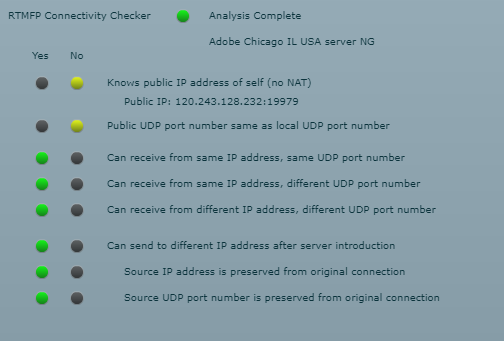 RTMFP Connectivity Checker Analysis Complete
Adobe Chicago IL USA server NG
Yes No
Knows public IP address of self (no NAT)
Public IP: 120.243.128.232:19979
Public UDP port number same as local UDP port number
Can receive from same IP address, same UDP port number
Can receive from same IP address, different UDP port number
Can receive from different IP address, different UDP port number
Can send to different IP address after server introduction
Source IP address is preserved from original connection
Source UDP port number is preserved from original connection